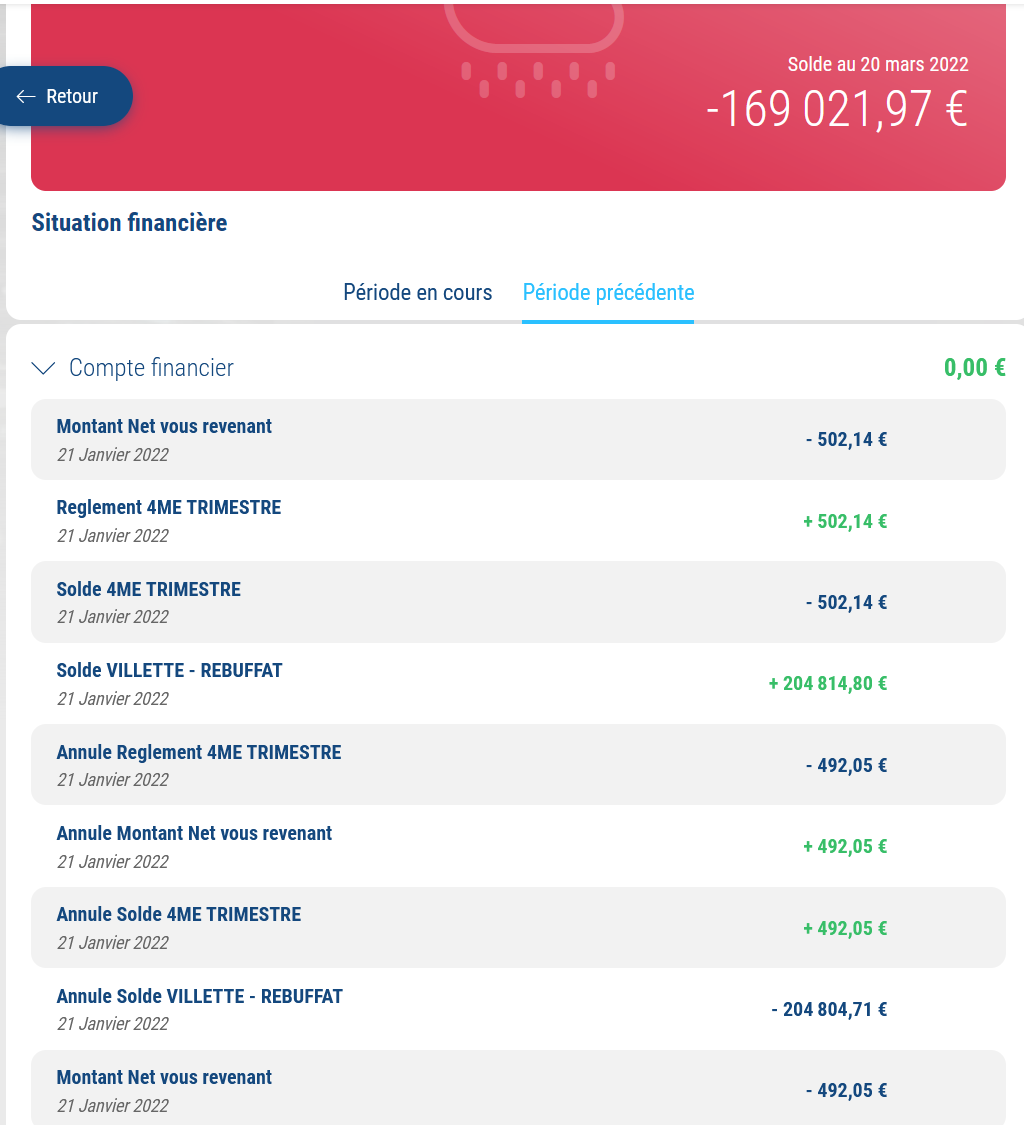 Solde au 20 mars 2022
-169 021,97 €
Retour
Situation financière
Période en cours Période précédente
Compte financier 0,00 €
Montant Net vous revenant
21 Janvier 2022
- 502,14 €
Reglement 4ME TRIMESTRE
21 Janvier 2022
+ 502,14 €
Solde 4ME TRIMESTRE
21 Janvier 2022
- 502,14 €
Solde VILLETTE - REBUFFAT
21 Janvier 2022
+ 204 814,80 €
Annule Reglement 4ME TRIMESTRE
21 Janvier 2022
- 492,05 €
Annule Montant Net vous revenant
21 Janvier 2022
+ 492,05 €
Annule Solde 4ME TRIMESTRE
21 Janvier 2022
+ 492,05 €
Annule Solde VILLETTE - REBUFFAT
21 Janvier 2022
- 204 804,71 €
Montant Net vous revenant
21 Janvier 2022
- 492,05 €